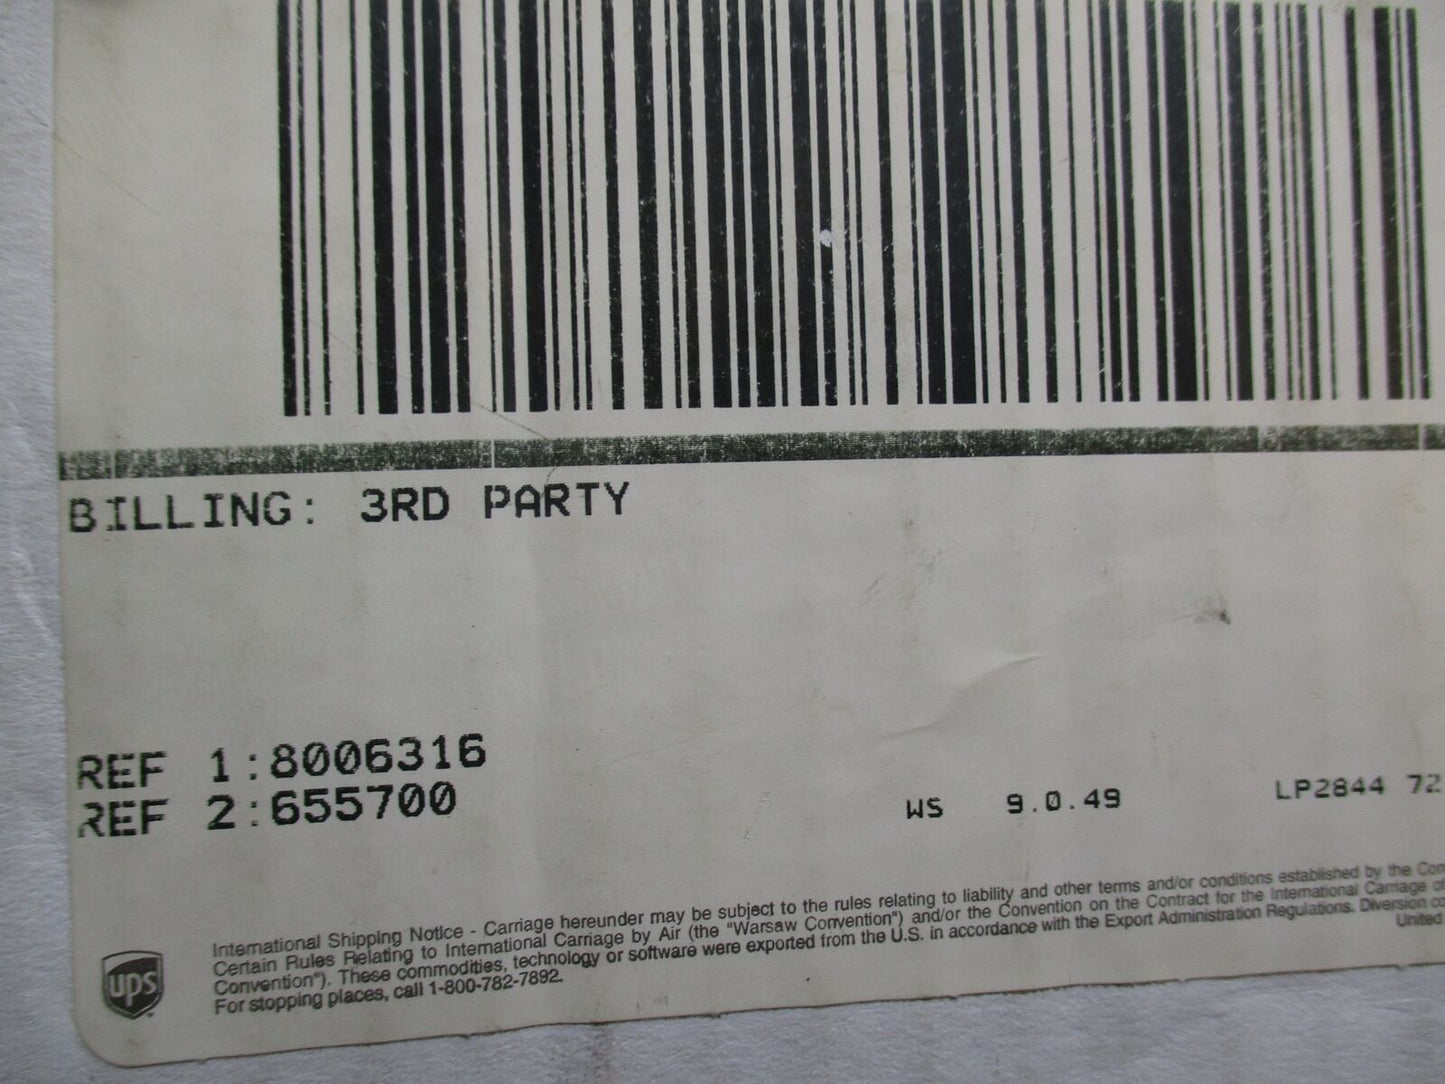 BILLING: 3RD PARTY
REF 1:8006316
REF 2:655700
WS 9.0.49 LP2844 72
International Shipping Notice - Carriage hereunder may be subject to the rules relating to liability and other terms and/or conditions established by the
Certain Rules Relating to International Carriage by Air (the "Warsaw Convention") and/or the Convention on the Contract for the International Carriage of
Convention"). These commodities, technology or software were exported from the U.S. in accordance with the Export Administration Regulations. Diversion
United
For stopping places, call 1-800-782-7892.
ups